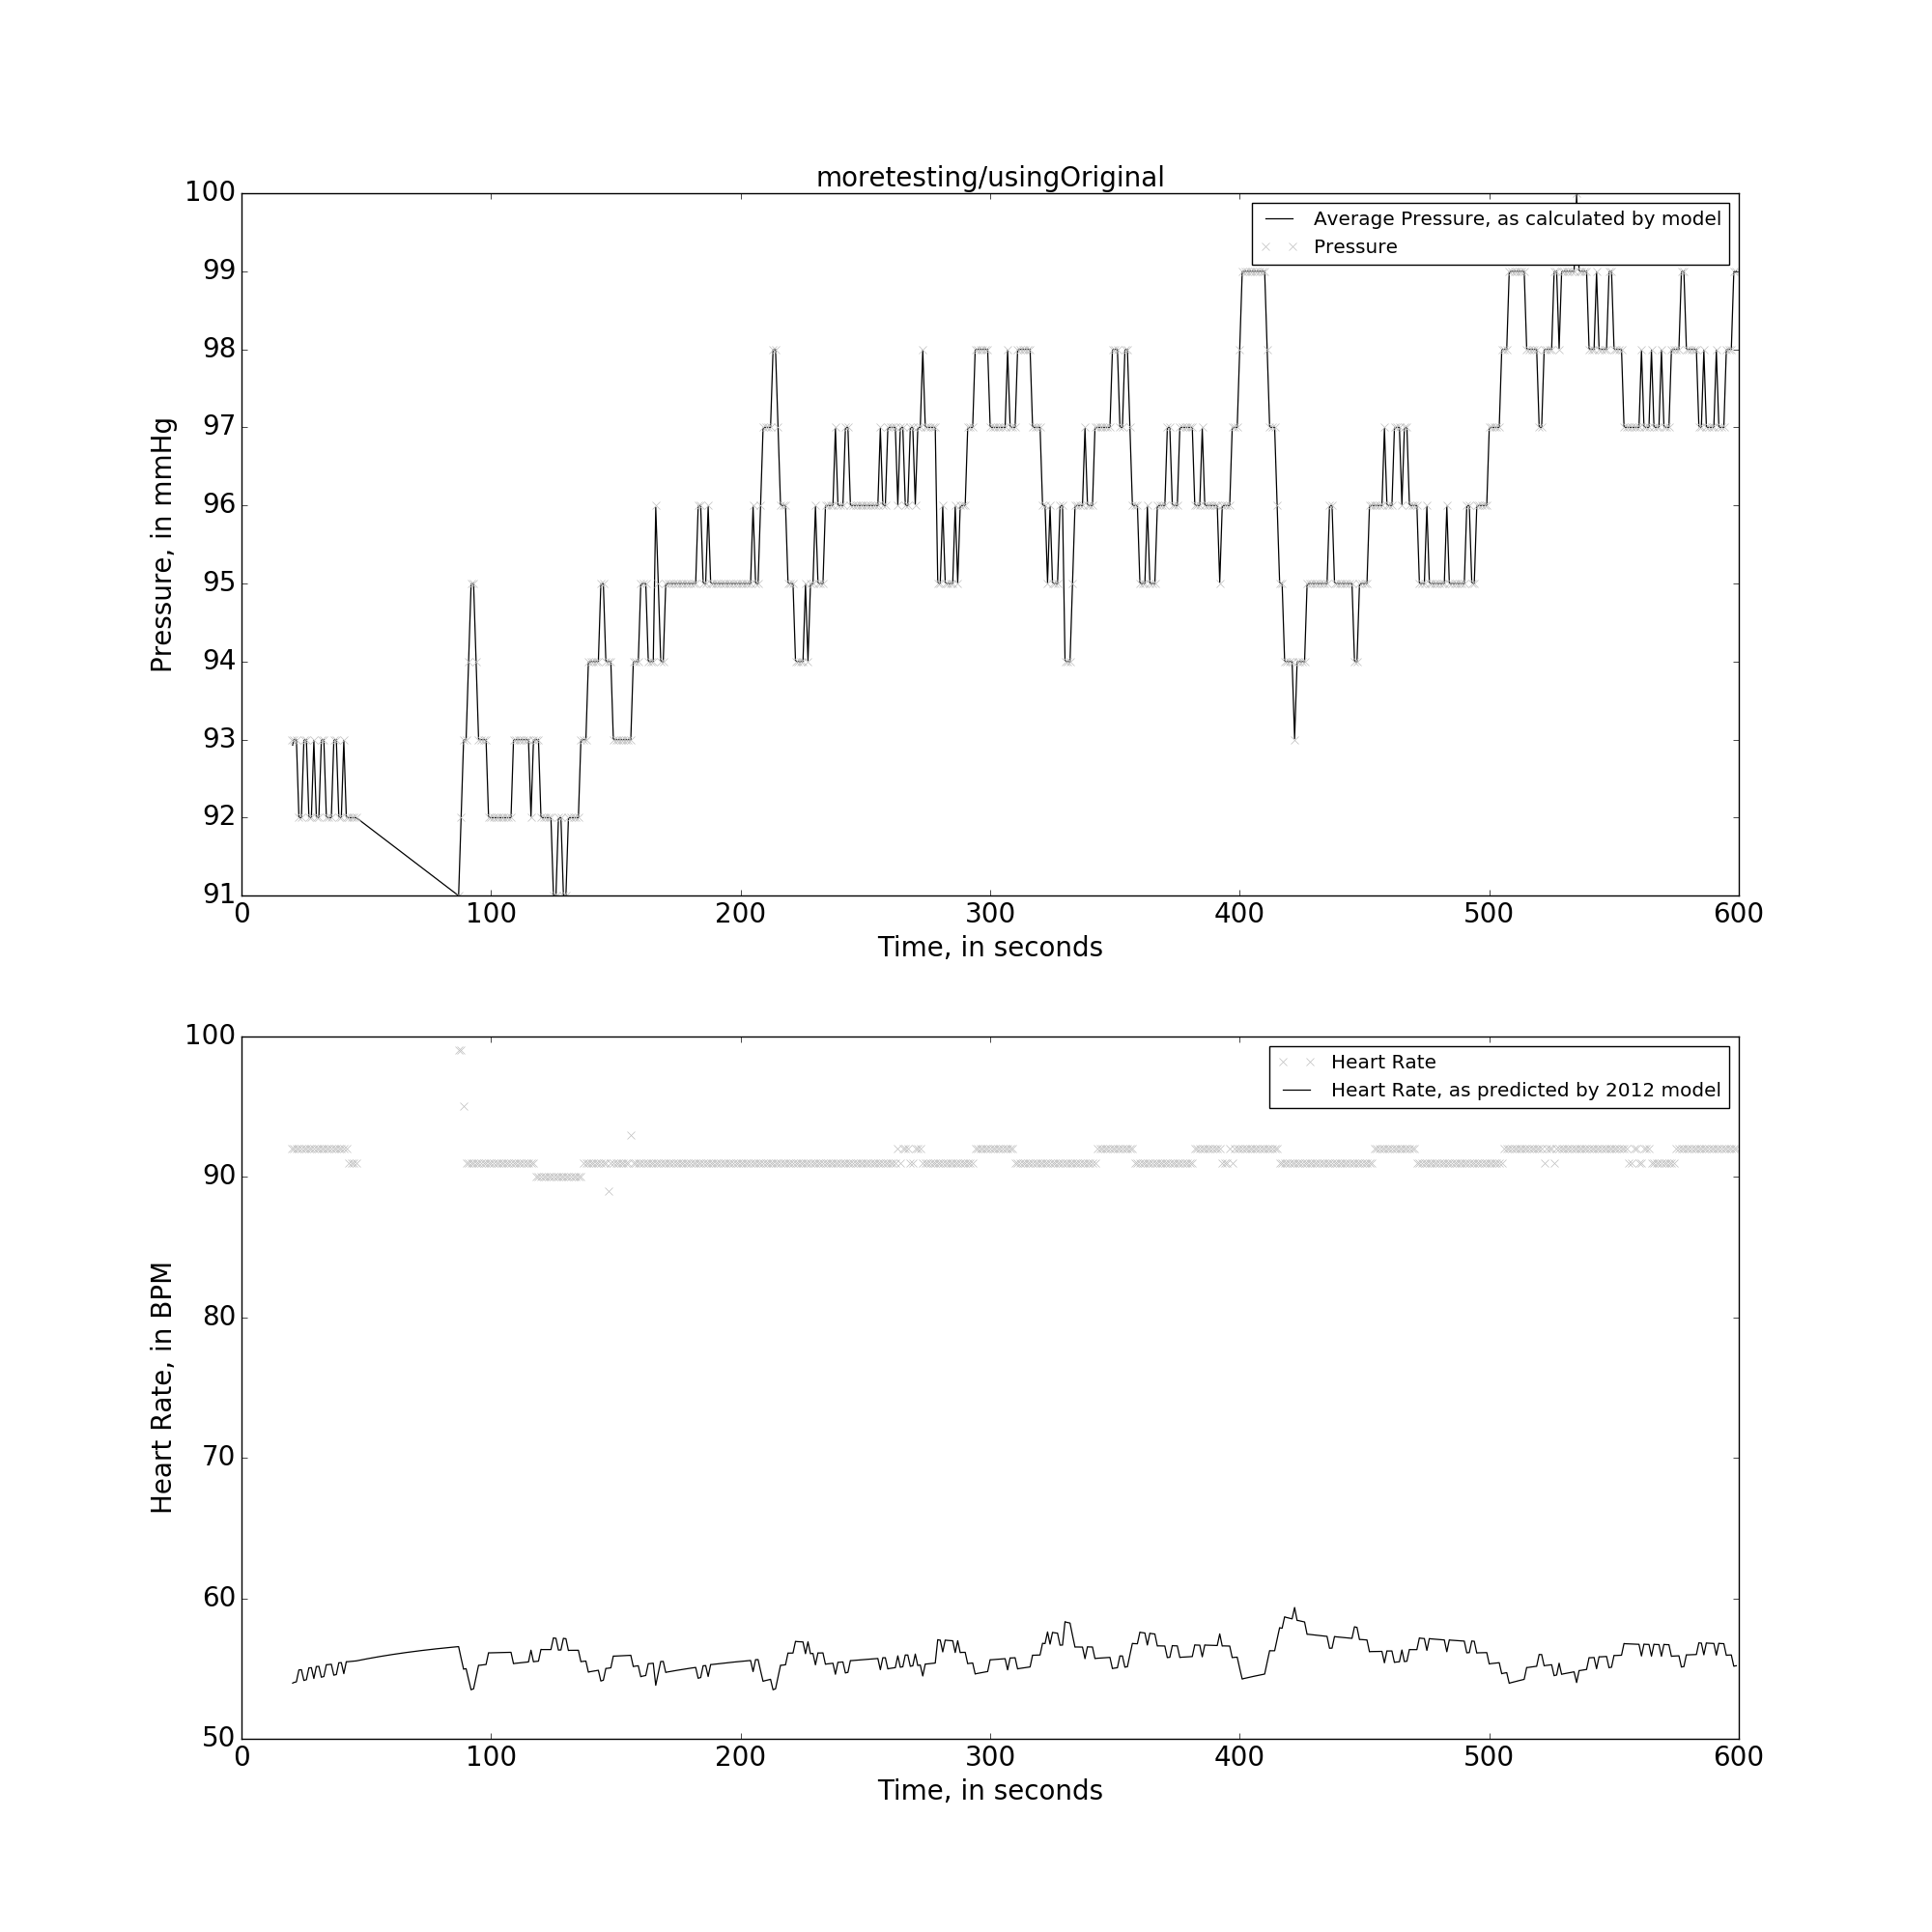 moretesting/usingOriginal
100
99
98
97
96
95
94
93
92
91
Pressure, in mmHg
Average Pressure, as calculated by model
Pressure
0 100 200 300 400 500 600
Time, in seconds
100
90
80
70
60
50
Heart Rate, in BPM
Heart Rate
Heart Rate, as predicted by 2012 model
0 100 200 300 400 500 600
Time, in seconds